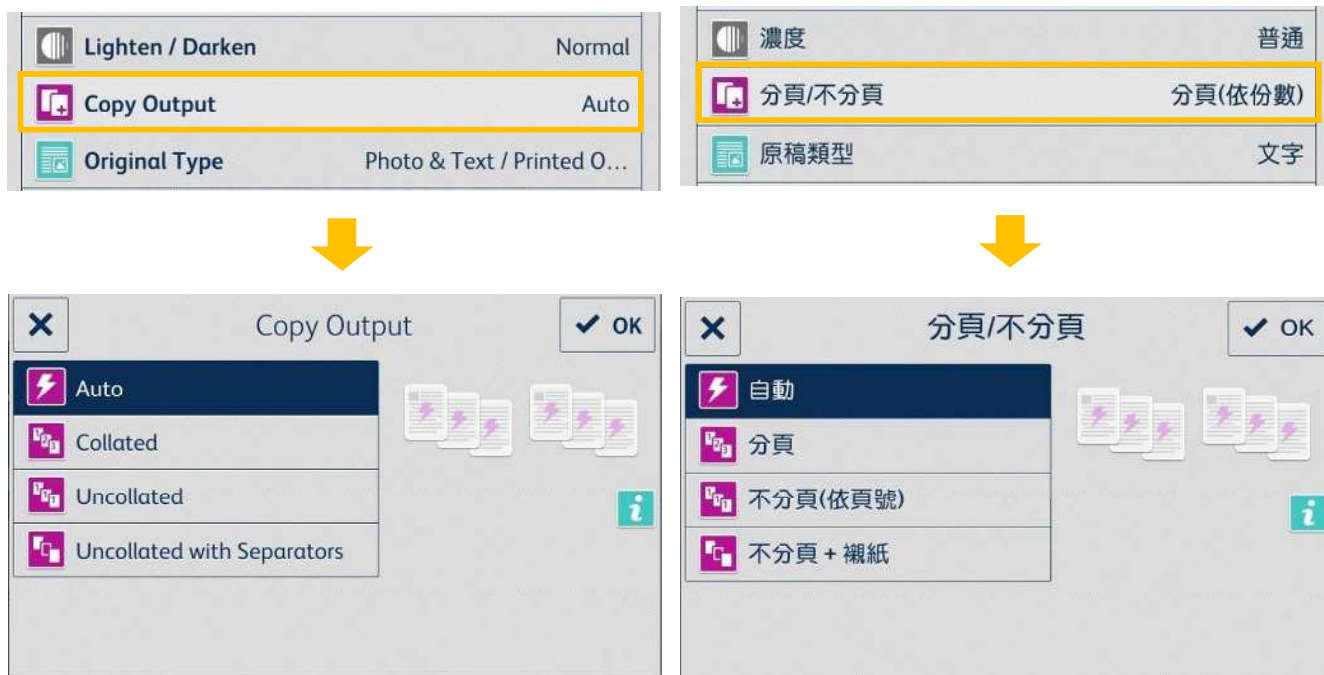 Lighten / Darken Normal
Copy Output Auto
Original Type Photo & Text / Printed O...
濃度 普通
分頁/不分頁 分頁(依份數)
原稿類型 文字
Copy Output OK
Auto
Collated
Uncollated
Uncollated with Separators
分頁/不分頁 OK
自動
分頁
不分頁(依頁號)
不分頁 + 襯紙